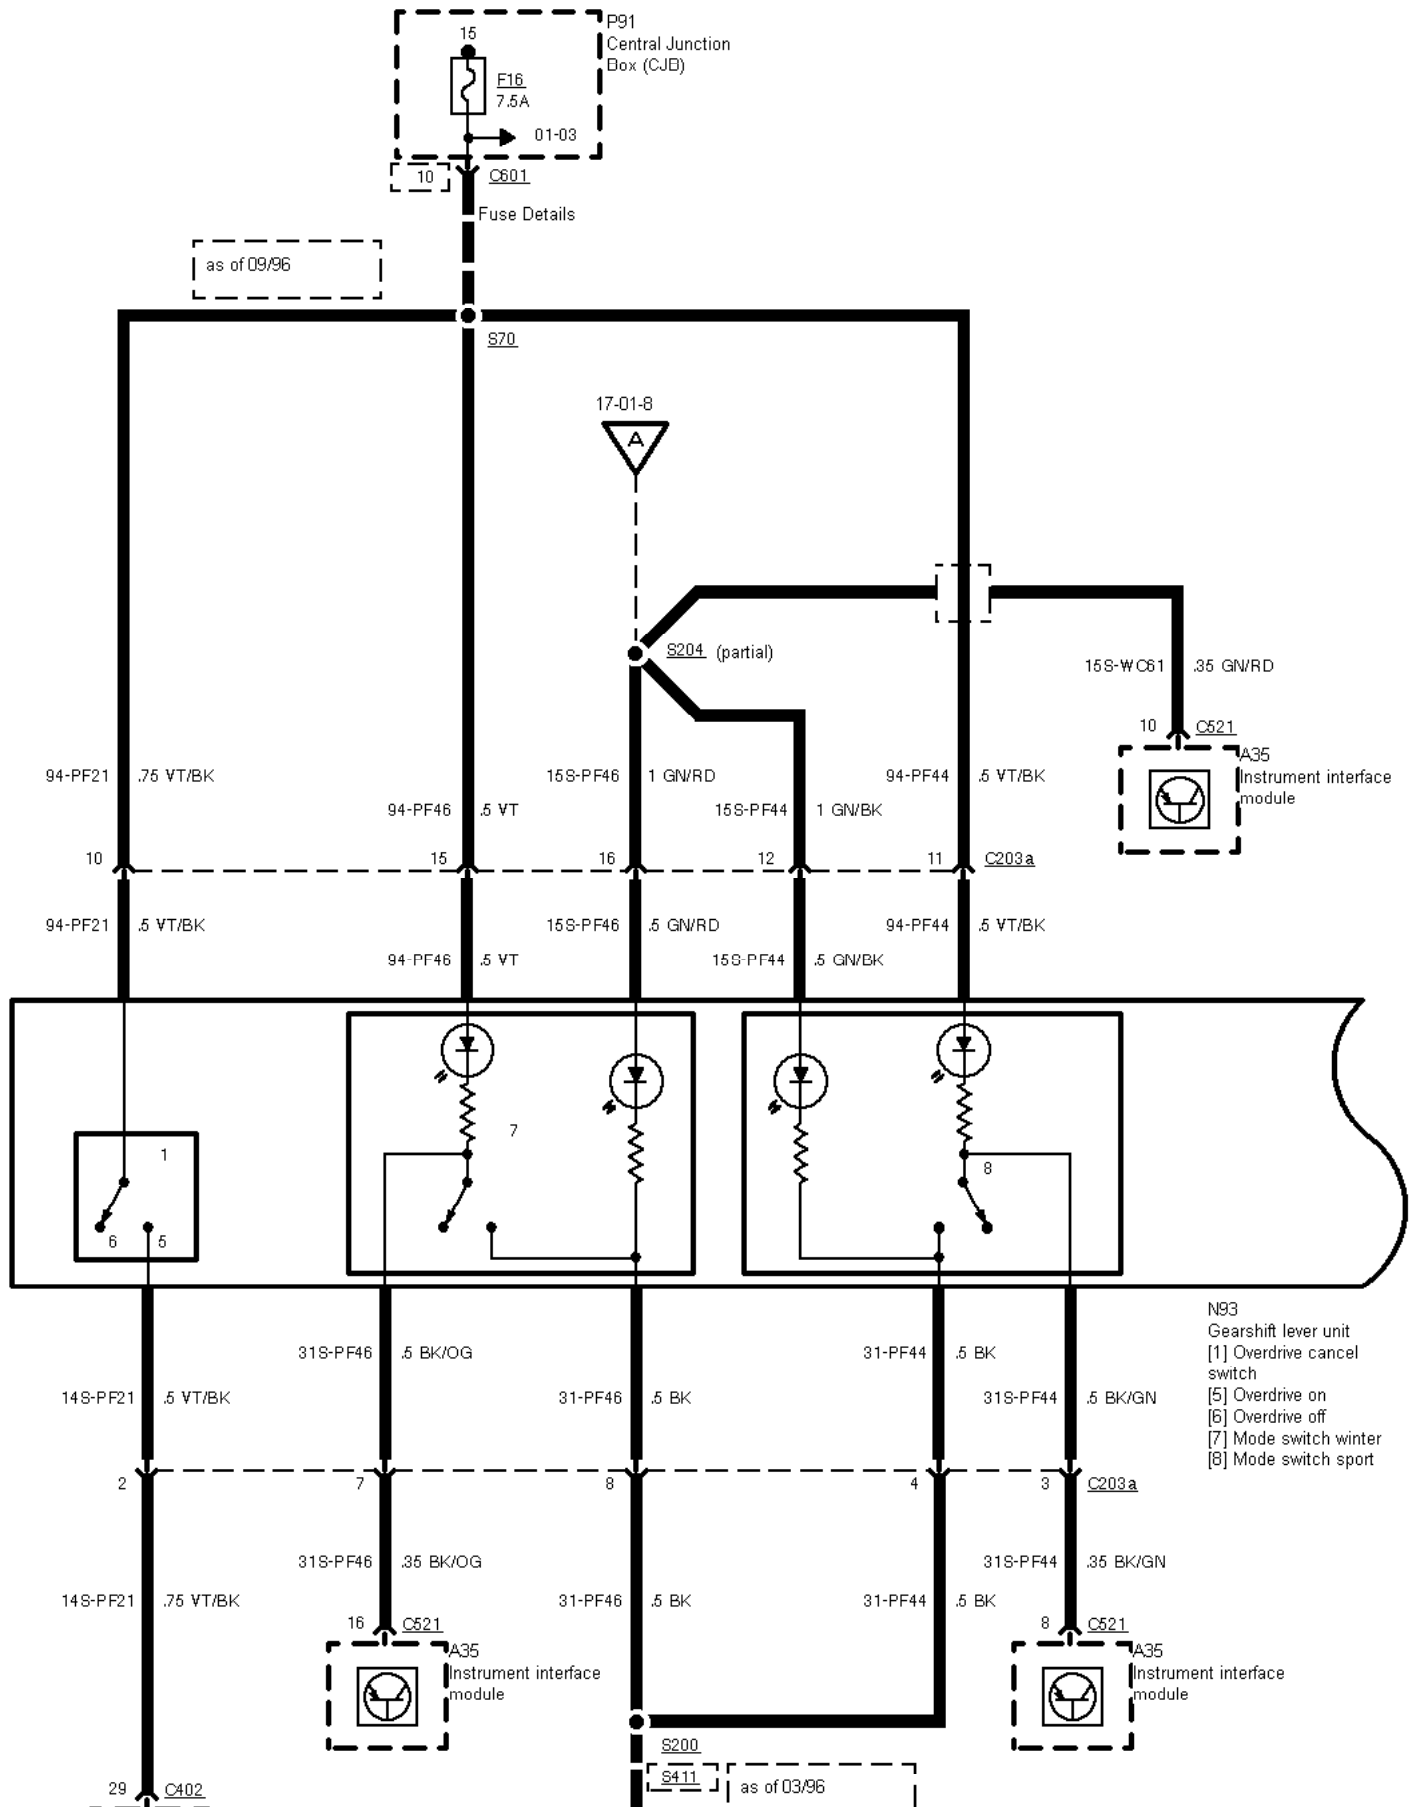 P91
Central Junction
Box (CJB)
15
F16
7.5A
01-03
10
C601
Fuse Details
as of 09/96
S70
17-01-8
A
S204 (partial)
15S-WC61 .35 GN/RD
10 C521
A35
Instrument interface
module
94-PF21 .75 VT/BK
15S-PF46 1 GN/RD
94-PF44 .5 VT/BK
94-PF46 .5 VT
15S-PF44 1 GN/BK
10
15
16
12
11
C203a
94-PF21 .5 VT/BK
15S-PF46 .5 GN/RD
94-PF44 .5 VT/BK
94-PF46 .5 VT
15S-PF44 .5 GN/BK
7
1
8
6
5
N93
Gearshift lever unit
[1] Overdrive cancel
switch
[5] Overdrive on
[6] Overdrive off
[7] Mode switch winter
[8] Mode switch sport
31S-PF46 .5 BK/OG
31-PF44 .5 BK
14S-PF21 .5 VT/BK
31-PF46 .5 BK
31S-PF44 .5 BK/GN
2
7
8
4
3
C203a
31S-PF46 .35 BK/OG
31S-PF44 .35 BK/GN
14S-PF21 .75 VT/BK
31-PF46 .5 BK
31-PF44 .5 BK
16 C521
8 C521
A35
Instrument interface
module
A35
Instrument interface
module
S200
S411
as of 03/96
29 C402